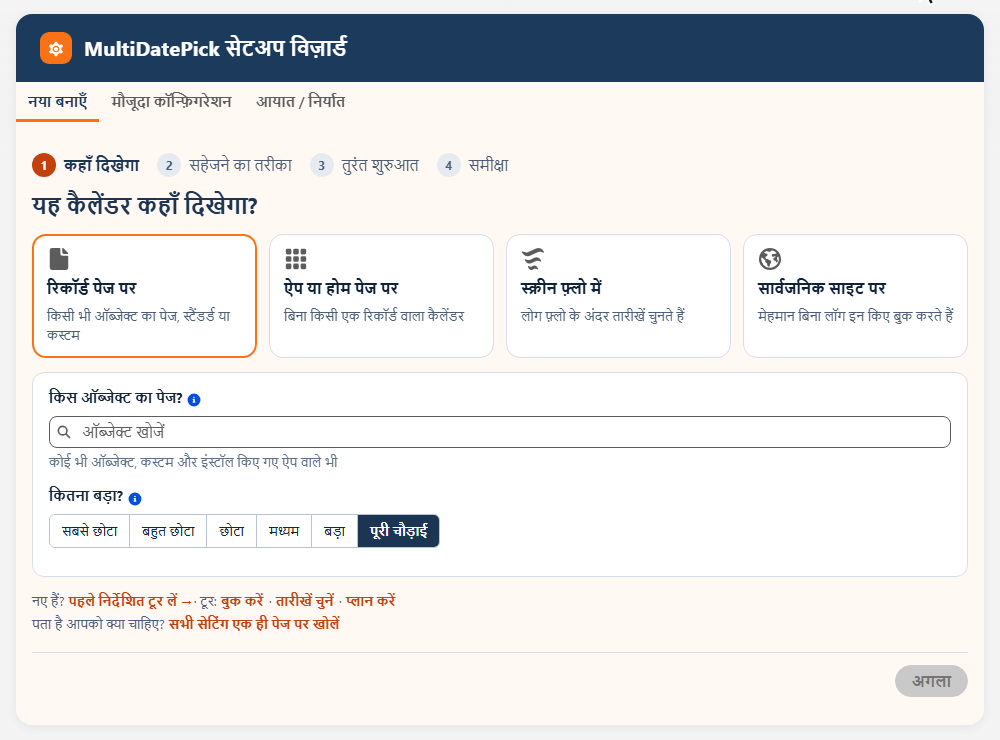 MultiDatePick सेटअप विज़ार्ड
नया बनाएँ मौजूदा कॉन्फ़िगरेशन आयात / निर्यात
1 कहाँ दिखेगा 2 सहेजने का तरीका 3 तुरंत शुरुआत 4 समीक्षा
यह कैलेंडर कहाँ दिखेगा?
रिकॉर्ड पेज पर
किसी भी ऑब्जेक्ट का पेज, स्टैंडर्ड या
कस्टम
ऐप या होम पेज पर
बिना किसी एक रिकॉर्ड वाला कैलेंडर
स्क्रीन फ़्लो में
लोग फ़्लो के अंदर तारीखें चुनते हैं
सार्वजनिक साइट पर
मेहमान बिना लॉग इन किए बुक करते हैं
किस ऑब्जेक्ट का पेज?
ऑब्जेक्ट खोजें
कोई भी ऑब्जेक्ट, कस्टम और इंस्टॉल किए गए ऐप वाले भी
कितना बड़ा?
सबसे छोटा बहुत छोटा छोटा मध्यम बड़ा पूरी चौड़ाई
नए हैं? पहले निर्देशित टूर लें →· टूर: बुक करें · तारीखें चुनें · प्लान करें
पता है आपको क्या चाहिए? सभी सेटिंग एक ही पेज पर खोलें
अगला